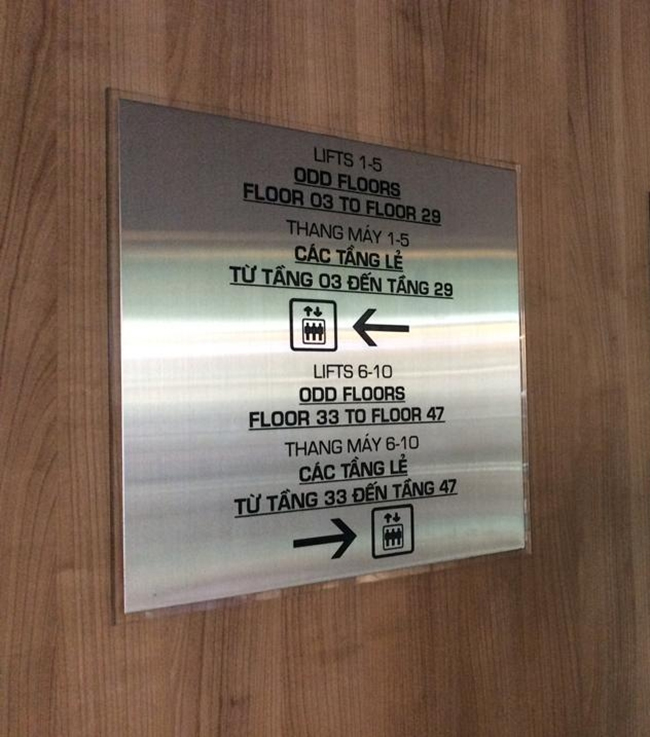 LIFTS 1-5
ODD FLOORS
FLOOR 03 TO FLOOR 29
THANG MÁY 1-5
CÁC TẦNG LẺ
TỪ TẦNG 03 ĐẾN TẦNG 29
LIFTS 6-10
ODD FLOORS
FLOOR 33 TO FLOOR 47
THANG MÁY 6-10
CÁC TẦNG LẺ
TỪ TẦNG 33 ĐẾN TẦNG 47